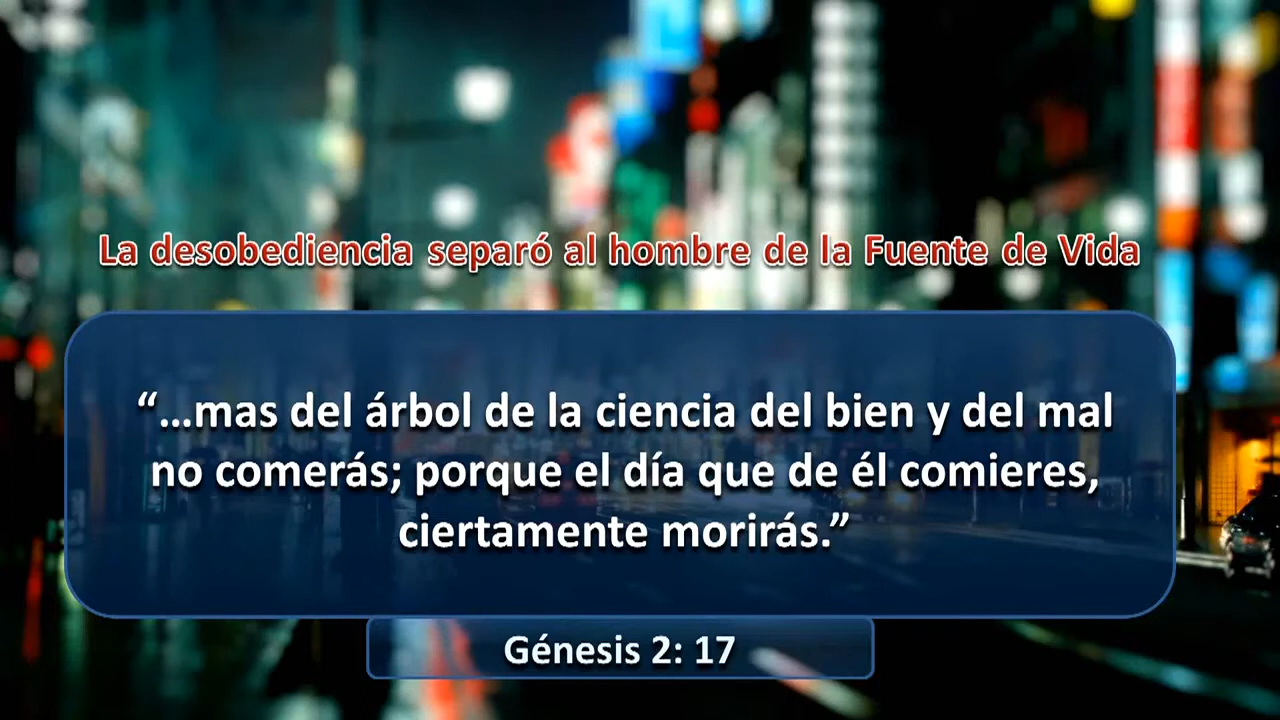 La desobediencia separó al hombre de la Fuente de Vida
“...mas del árbol de la ciencia del bien y del mal
no comerás; porque el día que de él comieres,
ciertamente morirás.”
Génesis 2: 17